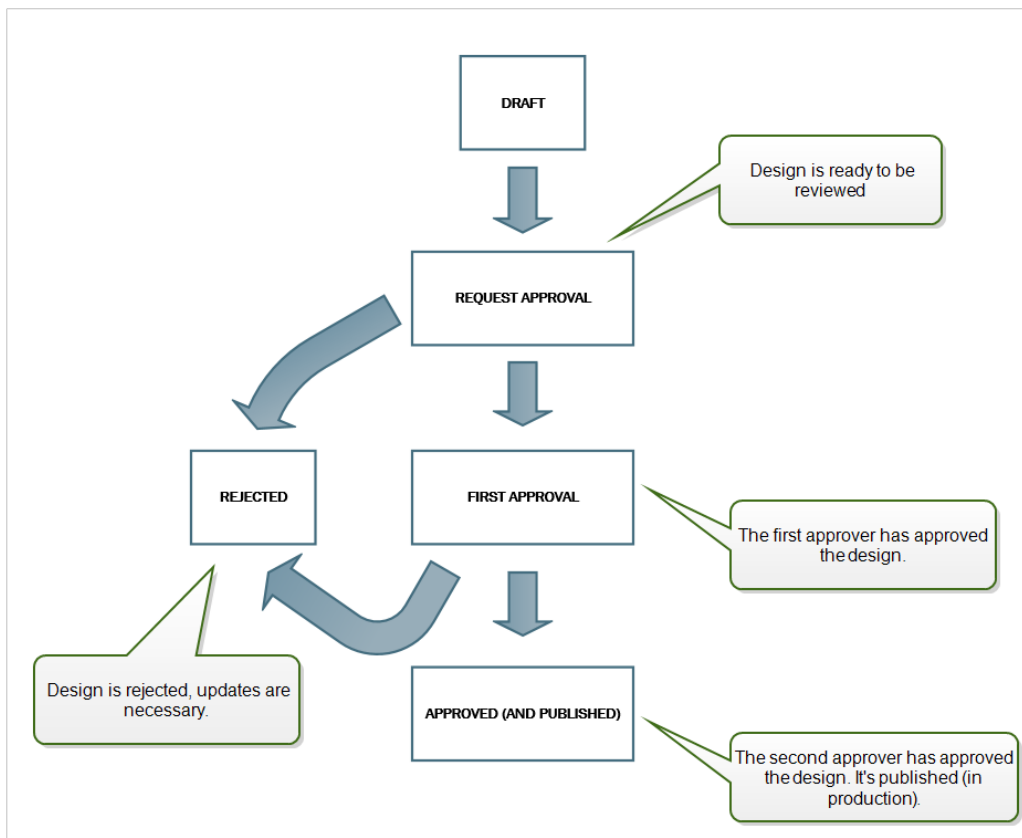 DRAFT
Design is ready to be
reviewed
REQUEST APPROVAL
REJECTED
FIRST APPROVAL
The first approver has approved
the design.
Design is rejected, updates are
necessary.
APPROVED (AND PUBLISHED)
The second approver has approved
the design. It's published (in
production).